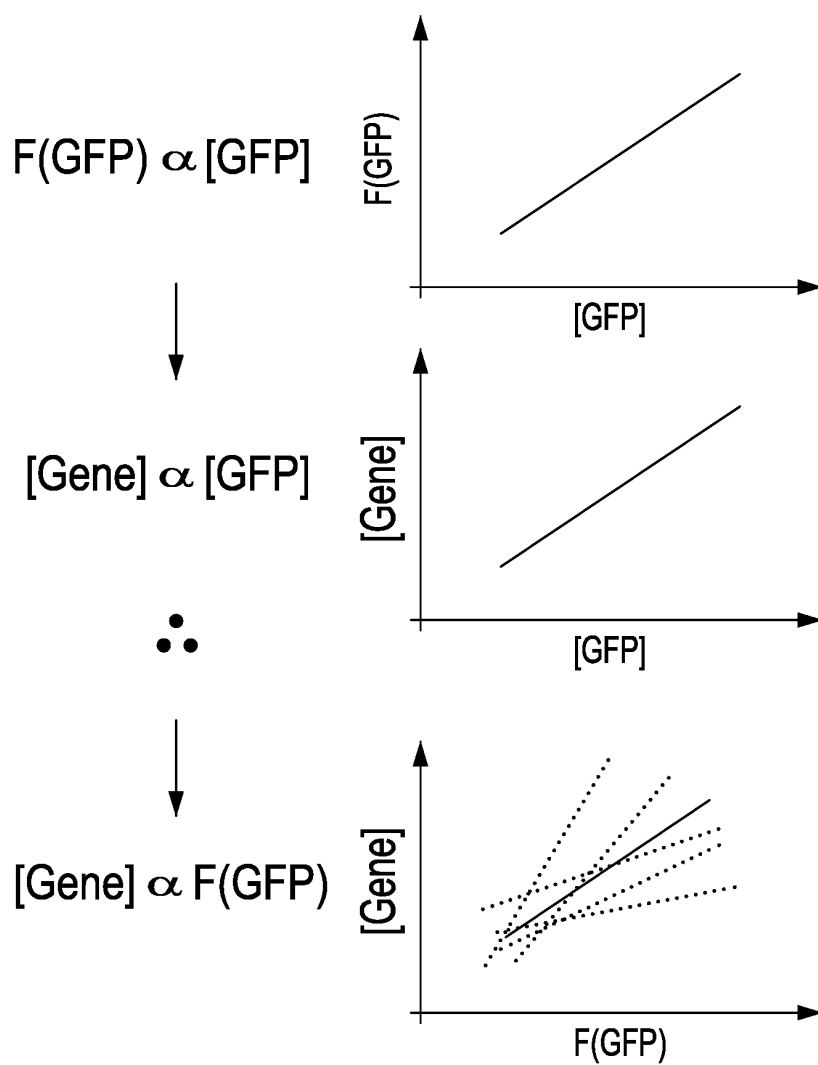 F(GFP) α [GFP]
F(GFP)
[GFP]
[Gene] α [GFP]
[Gene]
[GFP]
∴
[Gene] α F(GFP)
[Gene]
F(GFP)